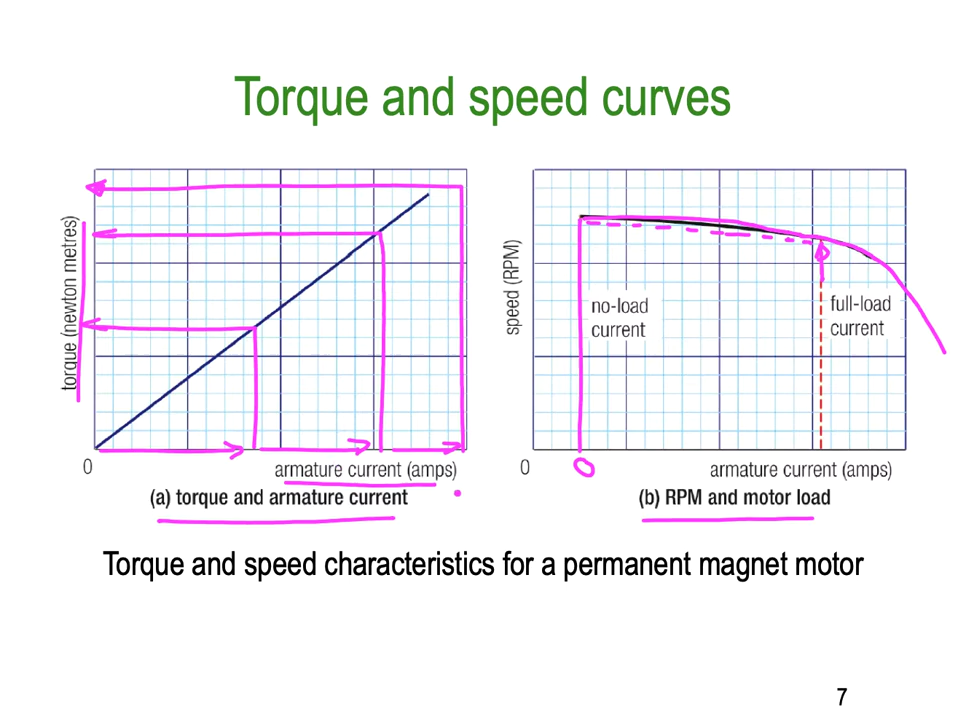 Torque and speed curves
torque (newton metres)
0
armature current (amps)
(a) torque and armature current
speed (RPM)
no-load
current
full-load
current
0
0
armature current (amps)
(b) RPM and motor load
Torque and speed characteristics for a permanent magnet motor
7